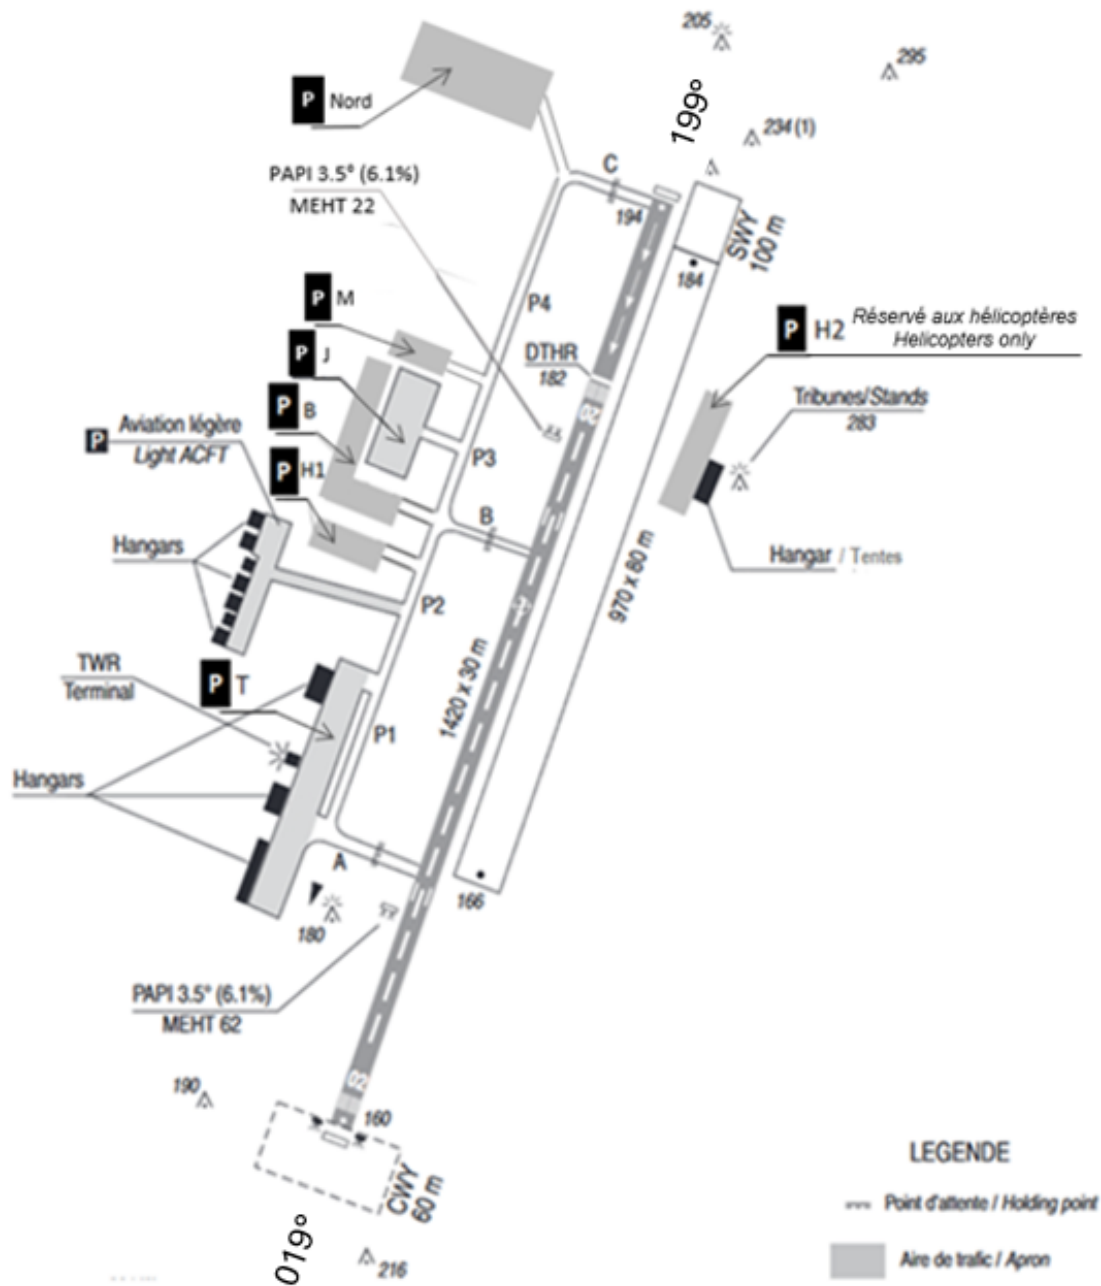 205
295
199°
234 (1)
P Nord
C
PAPI 3.5° (6.1%)
MEHT 22
194
SWY
100 m
184
P M
P4
P H2
Réservé aux hélicoptères
Helicopters only
P J
DTHR
182
Tribunes/Stands
283
P B
20
Aviation légère
P
Light ACFT
P3
P H1
B
Hangars
Hangar / Tentes
970 x 80 m
P2
TWR
Terminal
P T
1420 x 30 m
P1
Hangars
A
166
180
PAPI 3.5° (6.1%)
MEHT 62
190
02
160
CWY
60 m
LEGENDE
Point d'attente / Holding point
019°
216
Aire de trafic / Apron